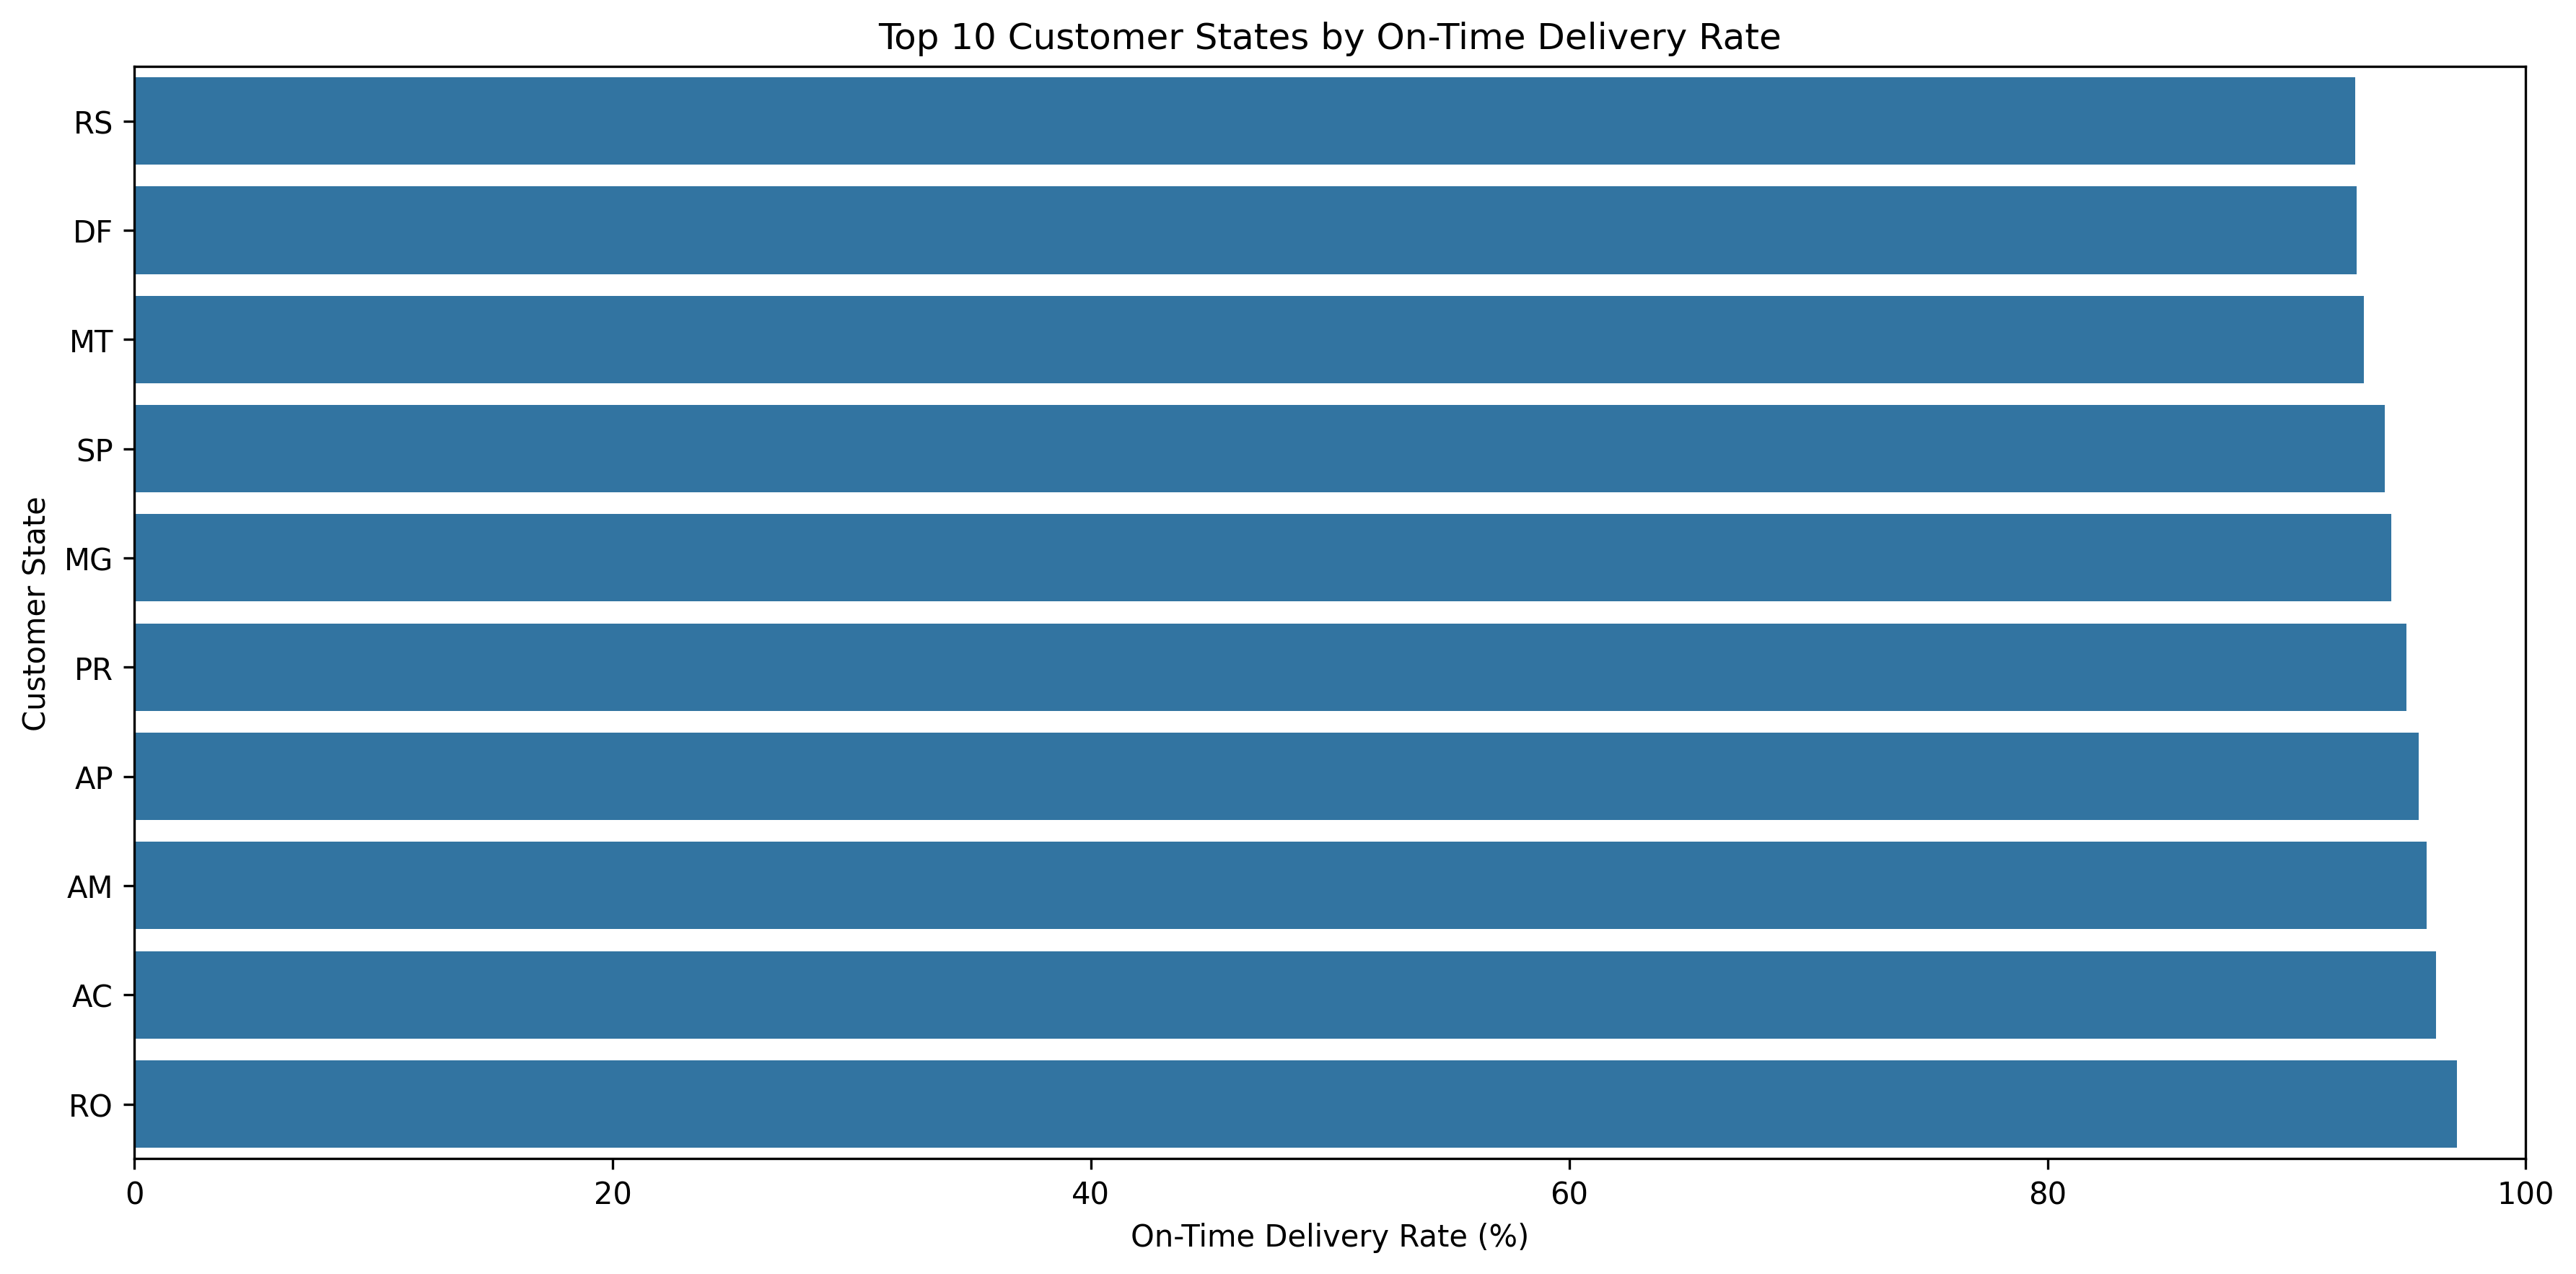 Top 10 Customer States by On-Time Delivery Rate
Customer State
RS
DF
MT
SP
MG
PR
AP
AM
AC
RO
0 20 40 60 80 100
On-Time Delivery Rate (%)